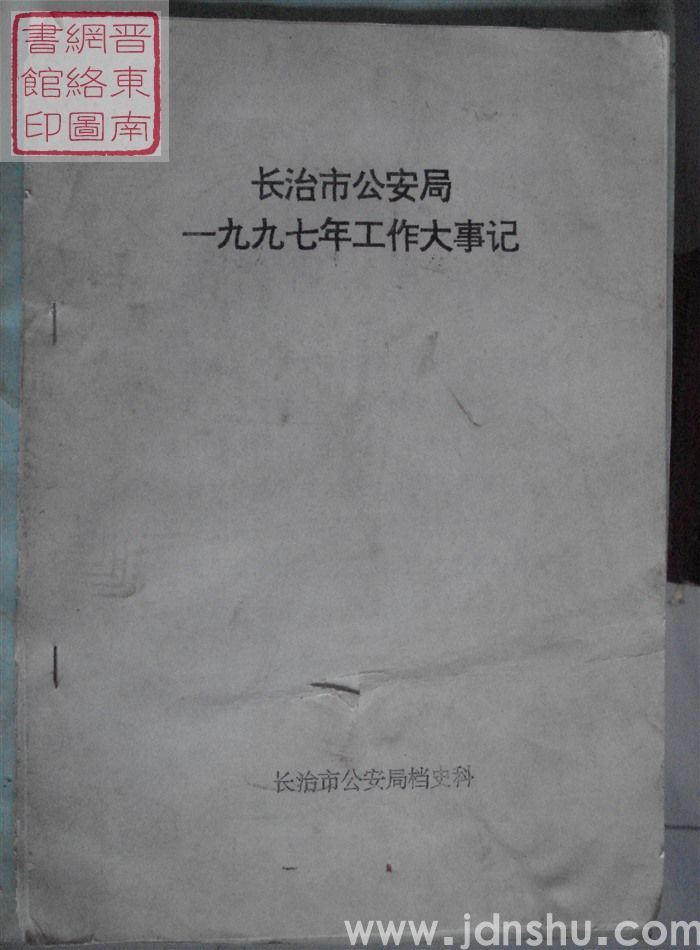 晋東南
網絡圖
書館印
长治市公安局
一九九七年工作大事记
长治市公安局档史科
www.jdnshu.com